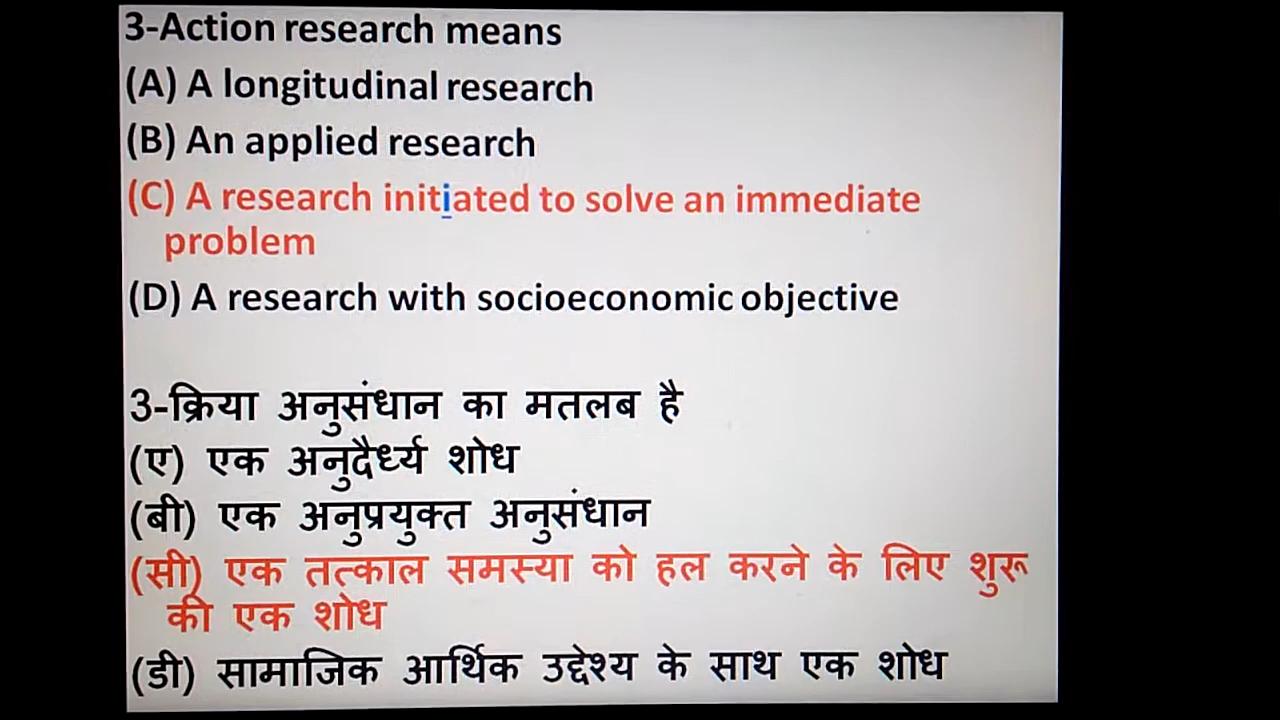 3-Action research means
(A) A longitudinal research
(B) An applied research
(C) A research initiated to solve an immediate
problem
(D) A research with socioeconomic objective
3-क्रिया अनुसंधान का मतलब है
(ए) एक अनुदैर्ध्य शोध
(बी) एक अनुप्रयुक्त अनुसंधान
(सी) एक तत्काल समस्या को हल करने के लिए शुरू
की एक शोध
(डी) सामाजिक आर्थिक उद्देश्य के साथ एक शोध